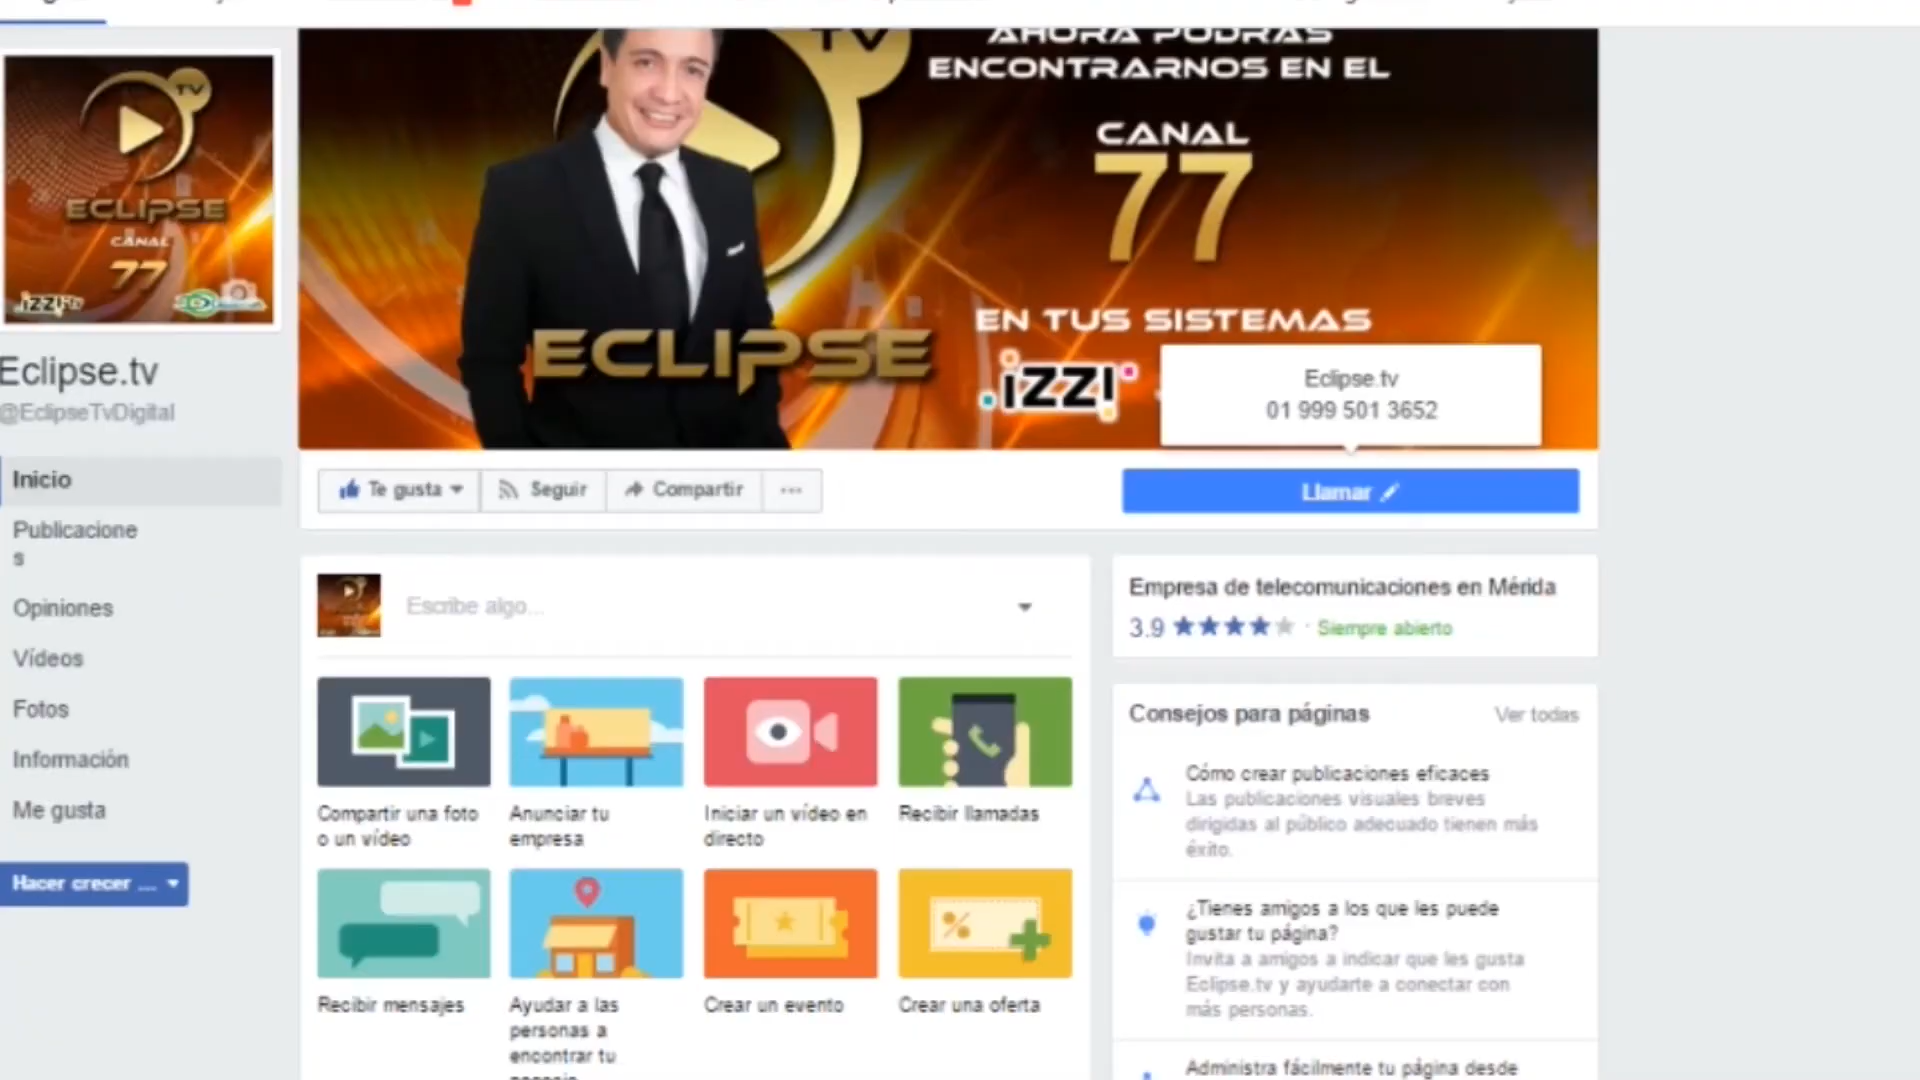 TV
ECLIPSE
CANAL
77
izzi tv
Eclipse.tv
@EclipseTvDigital
Inicio
Publicacione
s
Opiniones
Vídeos
Fotos
Información
Me gusta
Hacer crecer ...
TV
AHORA PODRÁS
ENCONTRARNOS EN EL
CANAL
77
EN TUS SISTEMAS
ECLIPSE
izzi
Eclipse.tv
01 999 501 3652
Te gusta
Seguir
Compartir
...
Llamar
Escribe algo...
Compartir una foto
o un vídeo
Anunciar tu
empresa
Iniciar un vídeo en
directo
Recibir llamadas
Recibir mensajes
Ayudar a las
personas a
encontrar tu
Crear un evento
%
Crear una oferta
Empresa de telecomunicaciones en Mérida
3.9 ★★★★★ · Siempre abierto
Consejos para páginas
Ver todas
Cómo crear publicaciones eficaces
Las publicaciones visuales breves
dirigidas al público adecuado tienen más
éxito.
¿Tienes amigos a los que les puede
gustar tu página?
Invita a amigos a indicar que les gusta
Eclipse.tv y ayudarte a conectar con
más personas.
Administra fácilmente tu página desde